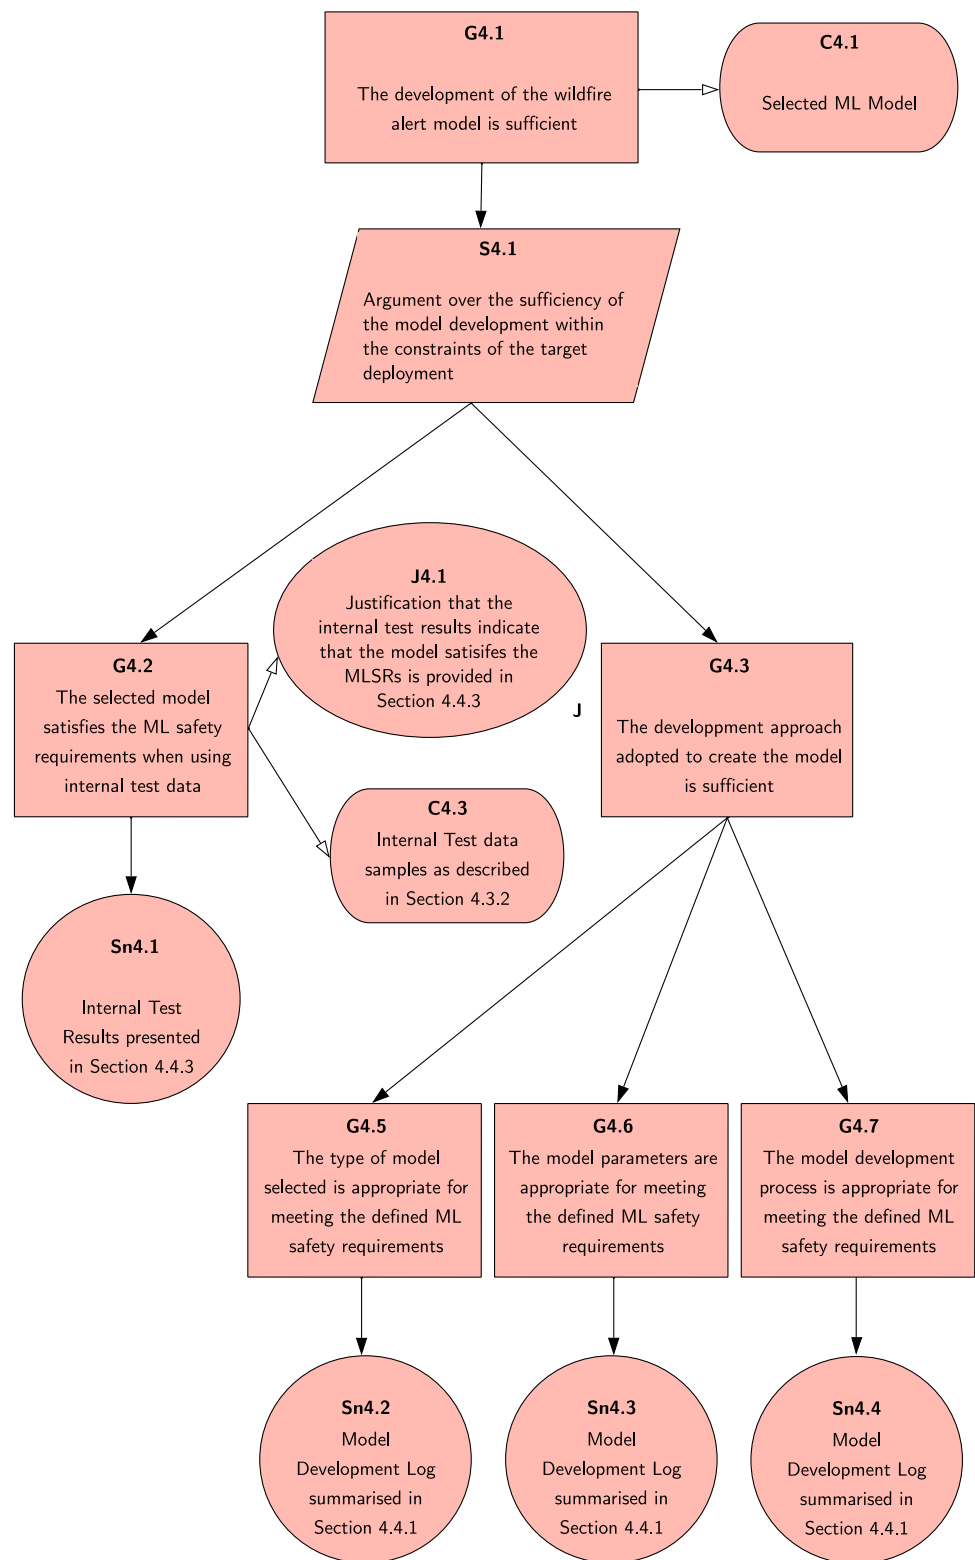 G4.1
The development of the wildfire
alert model is sufficient
C4.1
Selected ML Model
S4.1
Argument over the sufficiency of
the model development within
the constraints of the target
deployment
J4.1
Justification that the
internal test results indicate
that the model satisifes the
MLSRs is provided in
Section 4.4.3
J
G4.2
The selected model
satisfies the ML safety
requirements when using
internal test data
G4.3
The developpment approach
adopted to create the model
is sufficient
C4.3
Internal Test data
samples as described
in Section 4.3.2
Sn4.1
Internal Test
Results presented
in Section 4.4.3
G4.5
The type of model
selected is appropriate for
meeting the defined ML
safety requirements
G4.6
The model parameters are
appropriate for meeting
the defined ML safety
requirements
G4.7
The model development
process is appropriate for
meeting the defined ML
safety requirements
Sn4.2
Model
Development Log
summarised in
Section 4.4.1
Sn4.3
Model
Development Log
summarised in
Section 4.4.1
Sn4.4
Model
Development Log
summarised in
Section 4.4.1